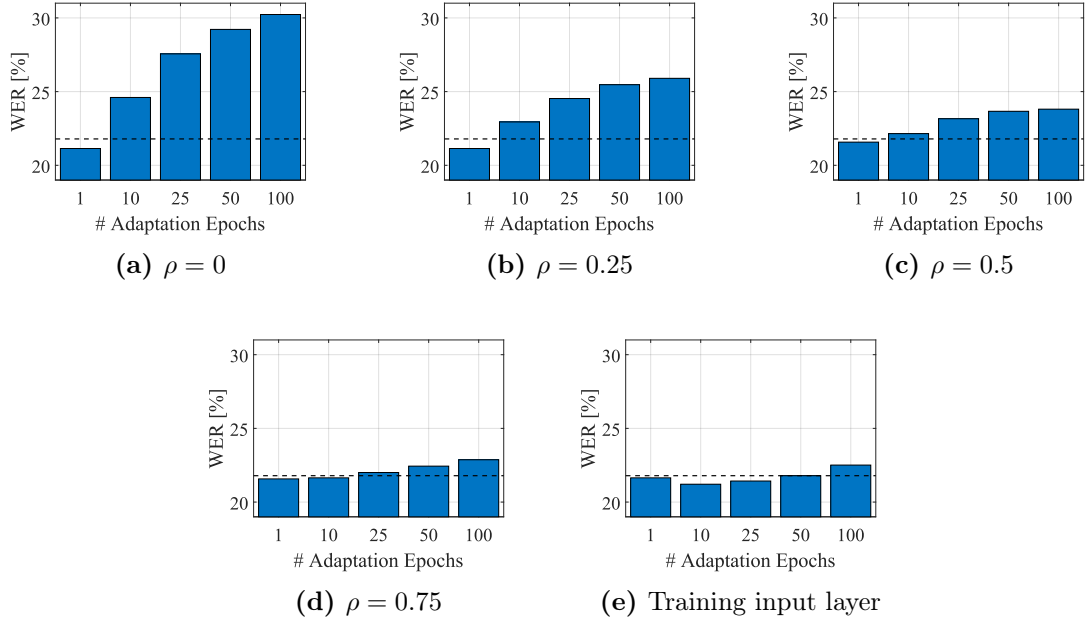 30
25
20
WER [%]
1 10 25 50 100
# Adaptation Epochs
(a) ρ = 0
30
25
20
WER [%]
1 10 25 50 100
# Adaptation Epochs
(b) ρ = 0.25
30
25
20
WER [%]
1 10 25 50 100
# Adaptation Epochs
(c) ρ = 0.5
30
25
20
WER [%]
1 10 25 50 100
# Adaptation Epochs
(d) ρ = 0.75
30
25
20
WER [%]
1 10 25 50 100
# Adaptation Epochs
(e) Training input layer